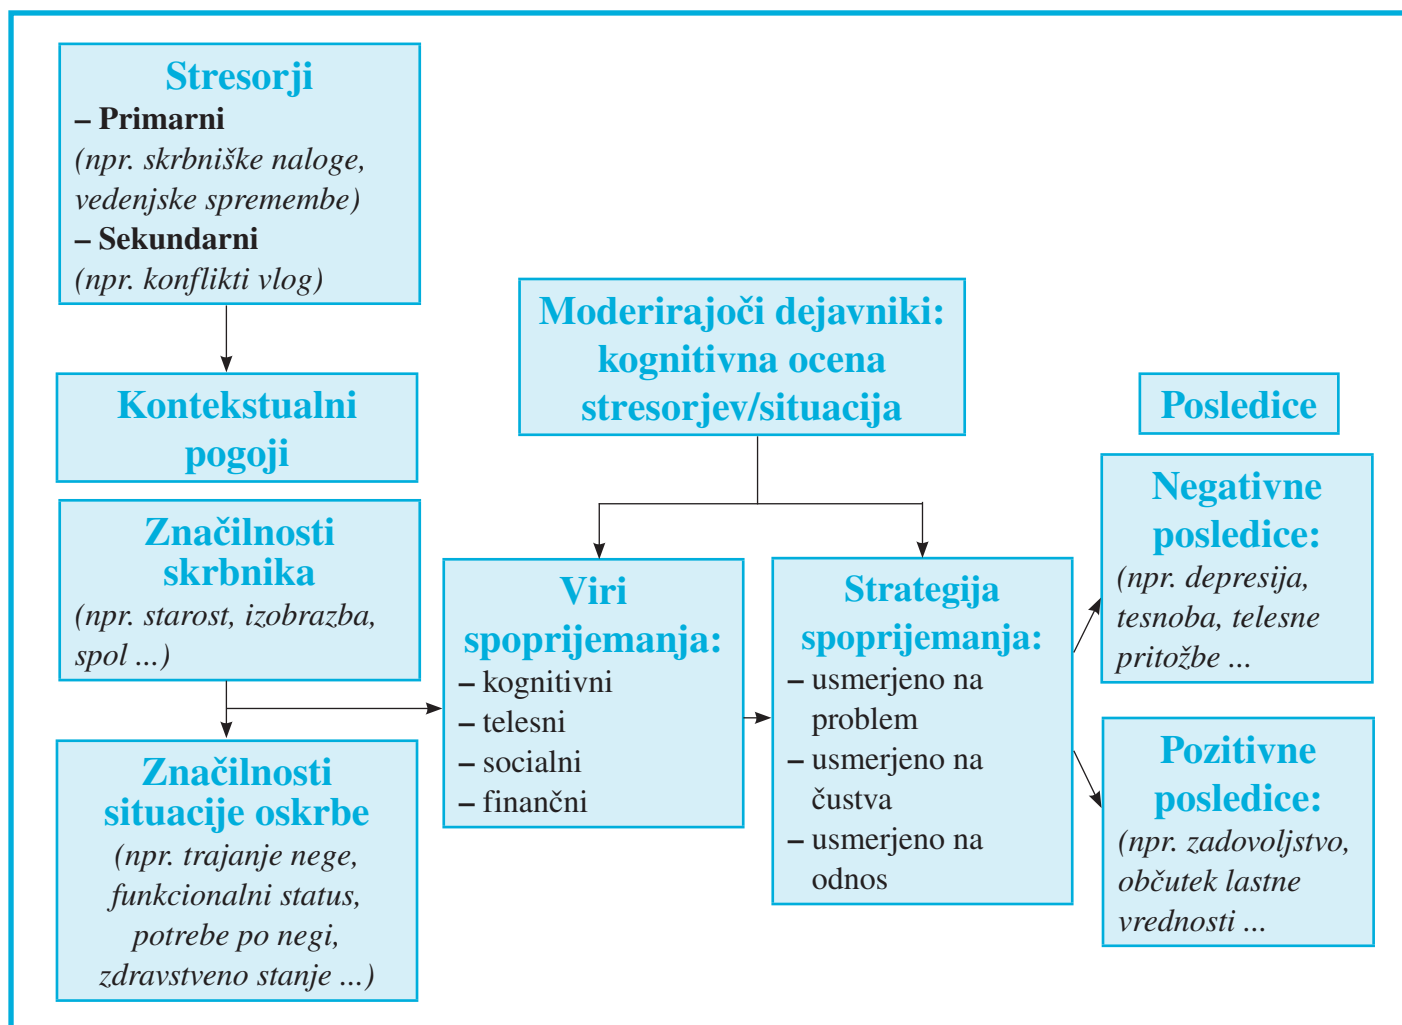 Stresorji
– Primarni
(npr. skrbniške naloge,
vedenjske spremembe)
– Sekundarni
(npr. konflikti vlog)
Kontekstualni
pogoji
Značilnosti
skrbnika
(npr. starost, izobrazba,
spol ...)
Značilnosti
situacije oskrbe
(npr. trajanje nege,
funkcionalni status,
potrebe po negi,
zdravstveno stanje ...)
Moderirajoči dejavniki:
kognitivna ocena
stresorjev/situacija
Viri
spoprijemanja:
– kognitivni
– telesni
– socialni
– finančni
Strategija
spoprijemanja:
– usmerjeno na
problem
– usmerjeno na
čustva
– usmerjeno na
odnos
Posledice
Negativne
posledice:
(npr. depresija,
tesnoba, telesne
pritožbe ...
Pozitivne
posledice:
(npr. zadovoljstvo,
občutek lastne
vrednosti ...